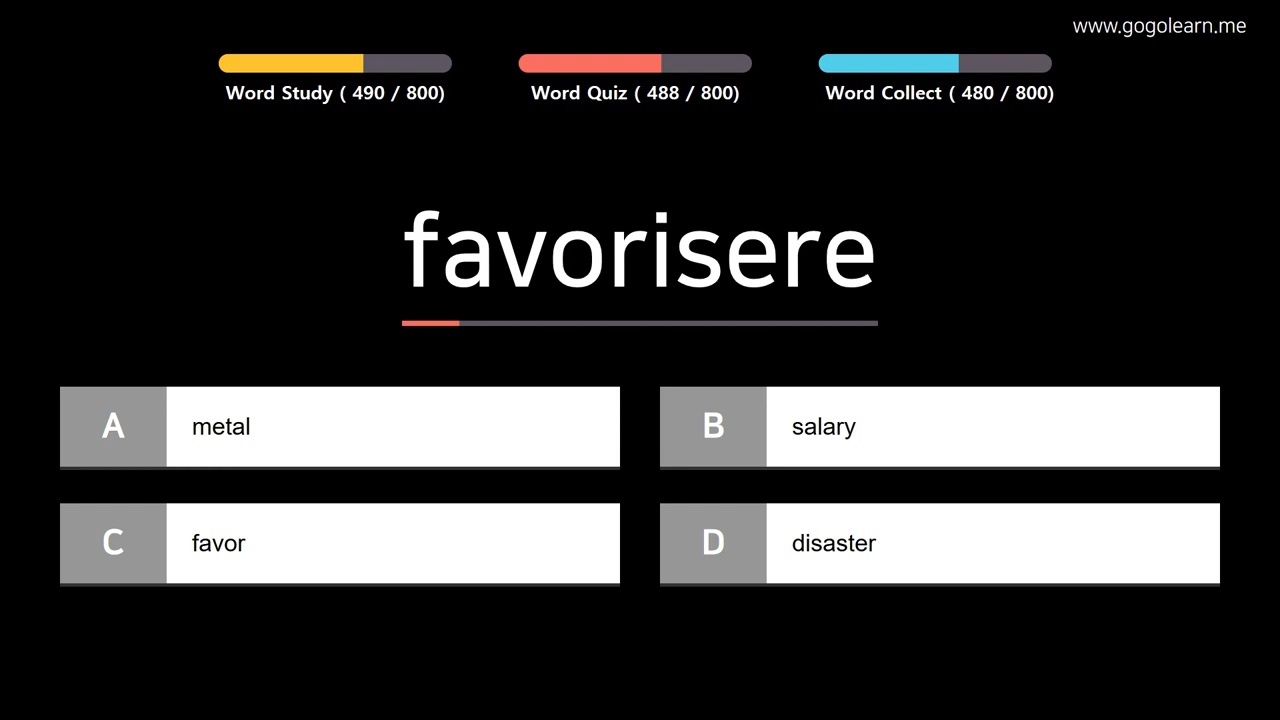 www.gogolearn.me
Word Study ( 490 / 800)
Word Quiz ( 488 / 800)
Word Collect ( 480 / 800)
favorisere
A metal
B salary
C favor
D disaster